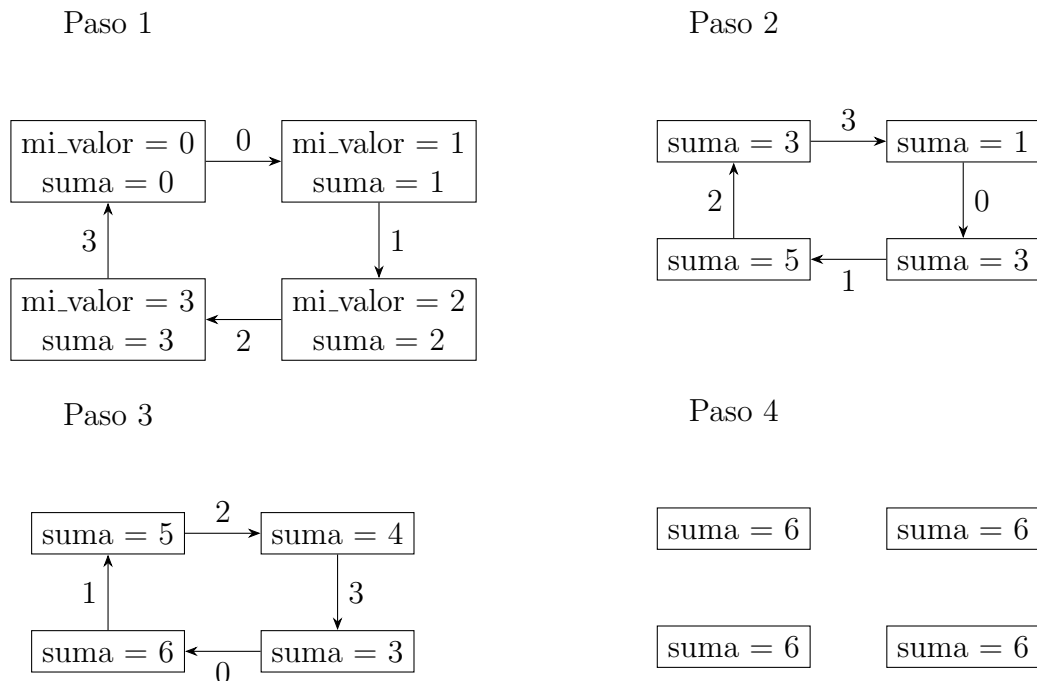 Paso 1
mi_valor = 0
suma = 0
0
mi_valor = 1
suma = 1
3
1
mi_valor = 3
suma = 3
2
mi_valor = 2
suma = 2
Paso 2
suma = 3
3
suma = 1
2
0
suma = 5
1
suma = 3
Paso 3
suma = 5
2
suma = 4
1
3
suma = 6
0
suma = 3
Paso 4
suma = 6
suma = 6
suma = 6
suma = 6